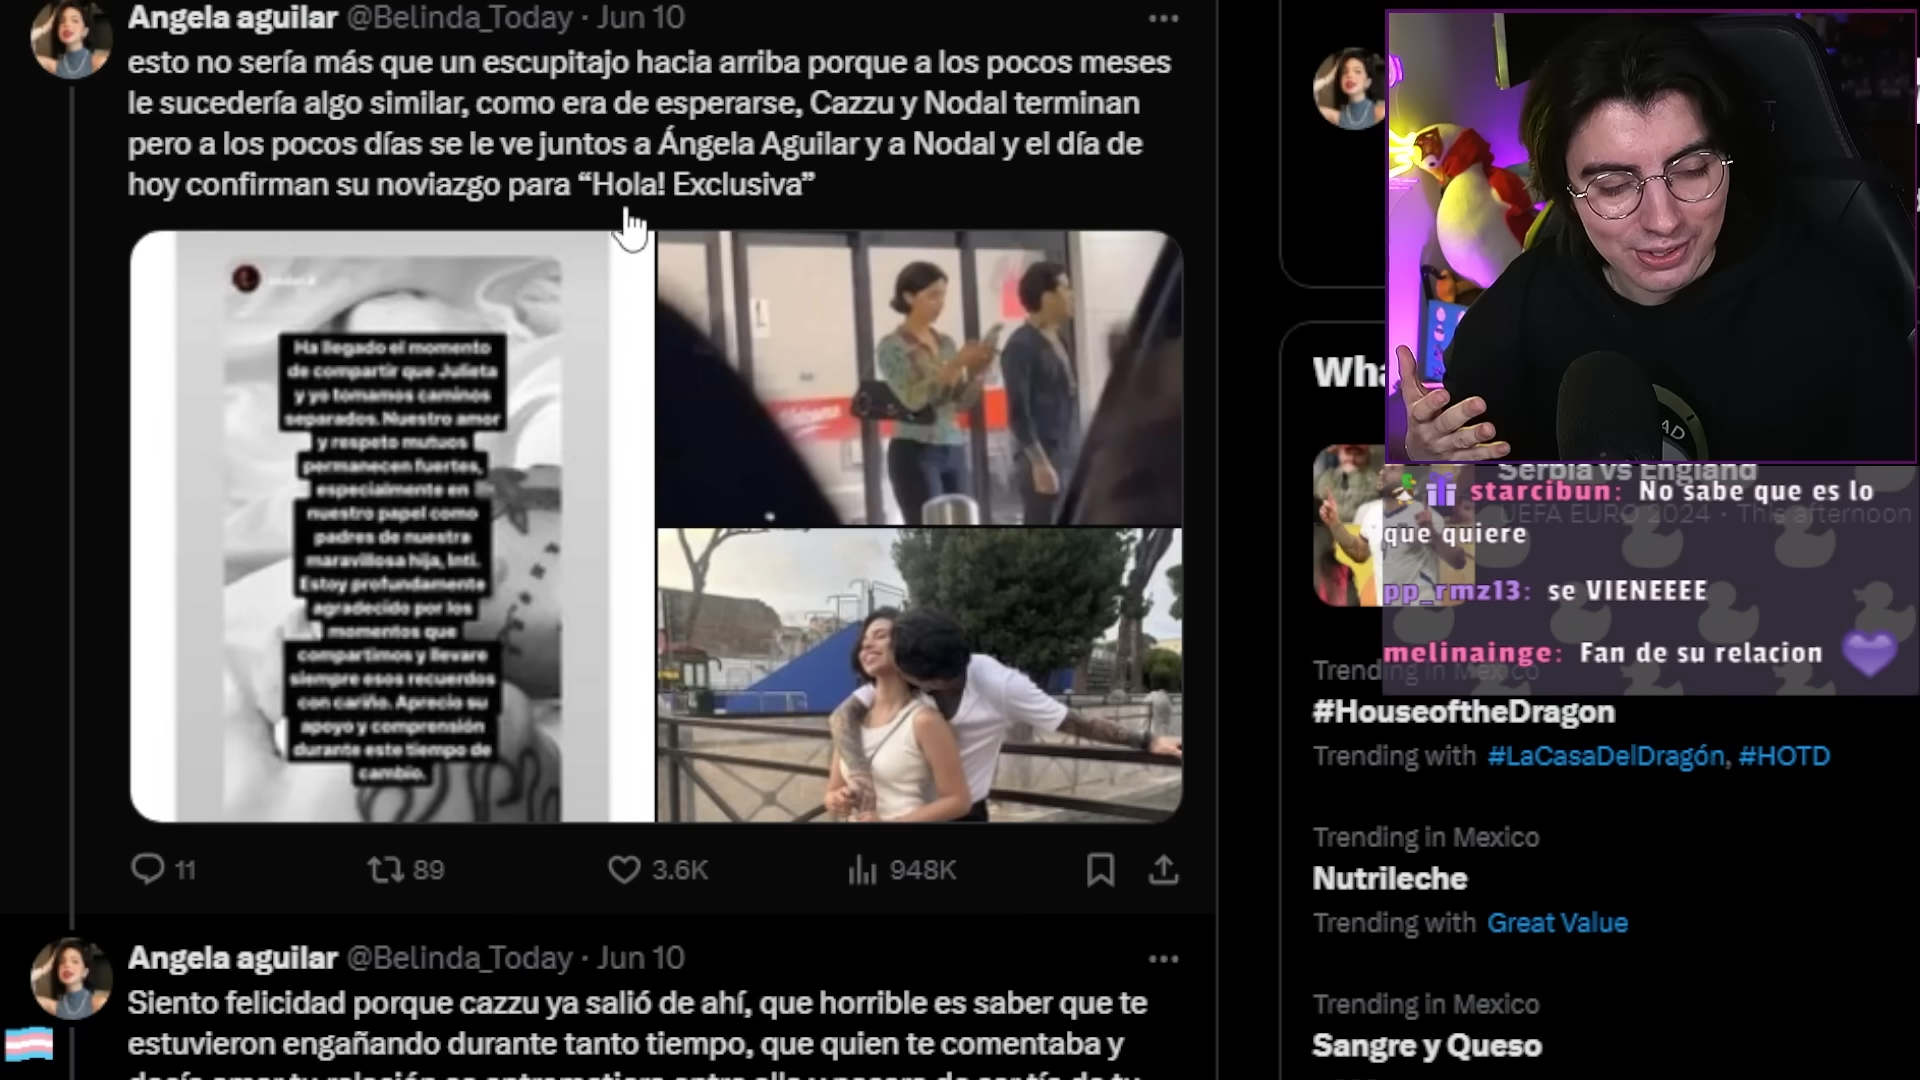 Angela aguilar @Belinda_Today · Jun 10
esto no sería más que un escupitajo hacia arriba porque a los pocos meses
le sucedería algo similar, como era de esperarse, Cazzu y Nodal terminan
pero a los pocos días se le ve juntos a Ángela Aguilar y a Nodal y el día de
hoy confirman su noviazgo para “Hola! Exclusiva”
Ha llegado el momento
de compartir que Julieta
y yo tomamos caminos
separados. Nuestro amor
y respeto mutuos
permanecen fuertes,
especialmente en
nuestro papel como
padres de nuestra
maravillosa hija, Inti.
Estoy profundamente
agradecido por los
momentos que
compartimos y llevare
siempre esos recuerdos
con cariño. Aprecio su
apoyo y comprensión
durante este tiempo de
cambio.
11
89
3.6K
948K
Angela aguilar @Belinda_Today · Jun 10
Siento felicidad porque cazzu ya salió de ahí, que horrible es saber que te
estuvieron engañando durante tanto tiempo, que quien te comentaba y
AD
Serbia vs England
UEFA EURO 2024 · This afternoon
starcibun: No sabe que es lo
que quiere
pp_rmz13: se VIENEEEE
melinainge: Fan de su relacion
Trending in Mexico
#HouseoftheDragon
Trending with #LaCasaDelDragón, #HOTD
Trending in Mexico
Nutrileche
Trending with Great Value
Trending in Mexico
Sangre y Queso